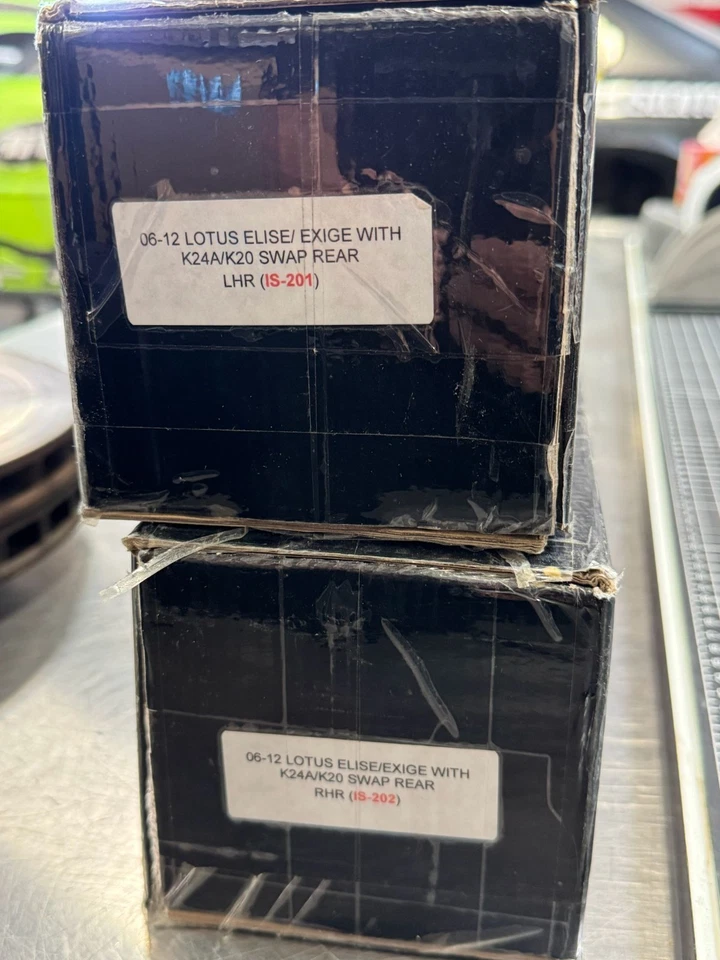 06-12 LOTUS ELISE/ EXIGE WITH
K24A/K20 SWAP REAR
LHR (IS-201)
06-12 LOTUS ELISE/EXIGE WITH
K24A/K20 SWAP REAR
RHR (IS-202)